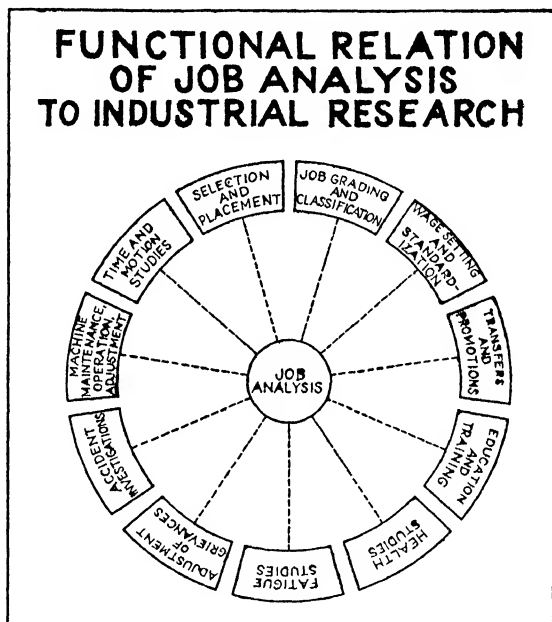 FUNCTIONAL RELATION
OF JOB ANALYSIS
TO INDUSTRIAL RESEARCH
SELECTION
AND
PLACEMENT
JOB GRADING
AND
CLASSIFICATION
WAGE SETTING
AND
STANDARD-
IZATION
TRANSFERS
AND
PROMOTIONS
EDUCATION
AND
TRAINING
HEALTH
STUDIES
FATIGUE
STUDIES
ADJUSTMENT
OF
GRIEVANCES
ACCIDENT
INVESTIGATIONS
MACHINE
MAINTENANCE,
OPERATION,
ADJUSTMENT
TIME AND
MOTION
STUDIES
JOB
ANALYSIS